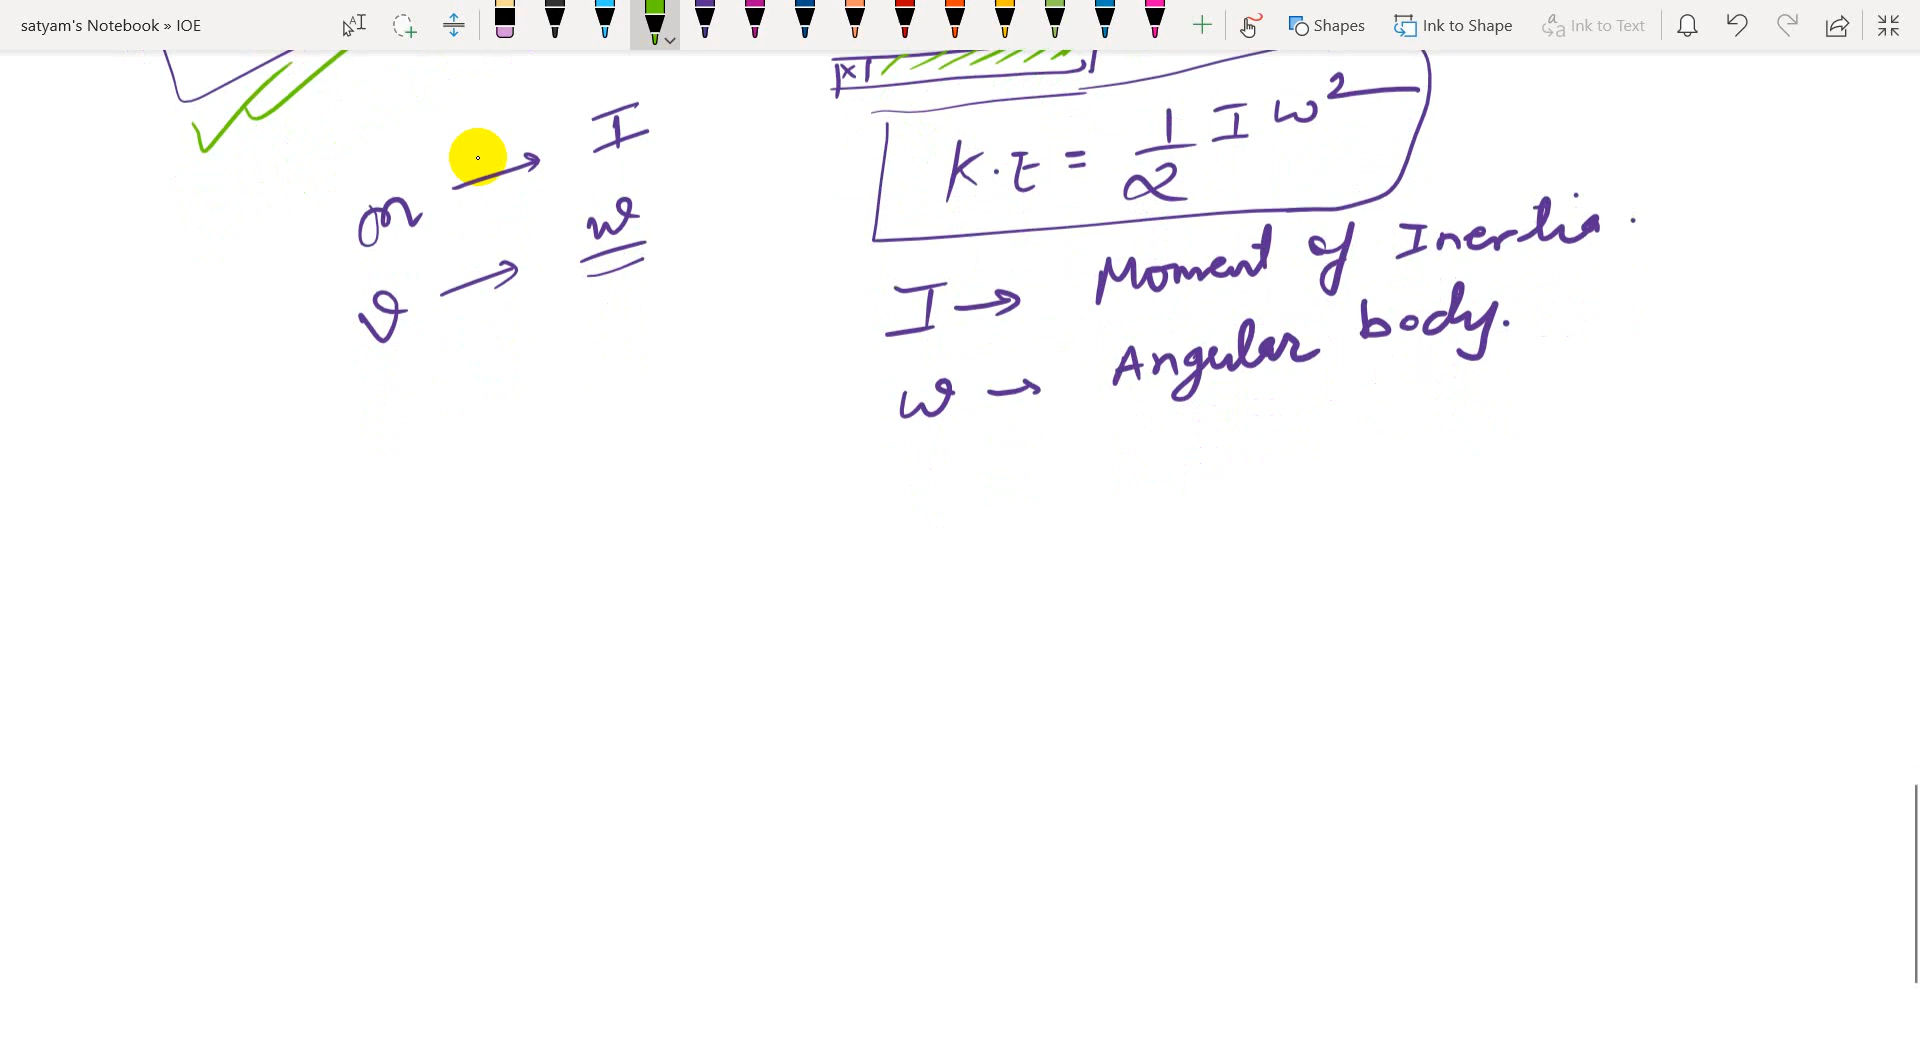 satyam's Notebook » IOE
Shapes
Ink to Shape
Ink to Text
m → I
v → w
K.E = 1/2 I ω²
I → Moment of Inertia.
w → Angular body.